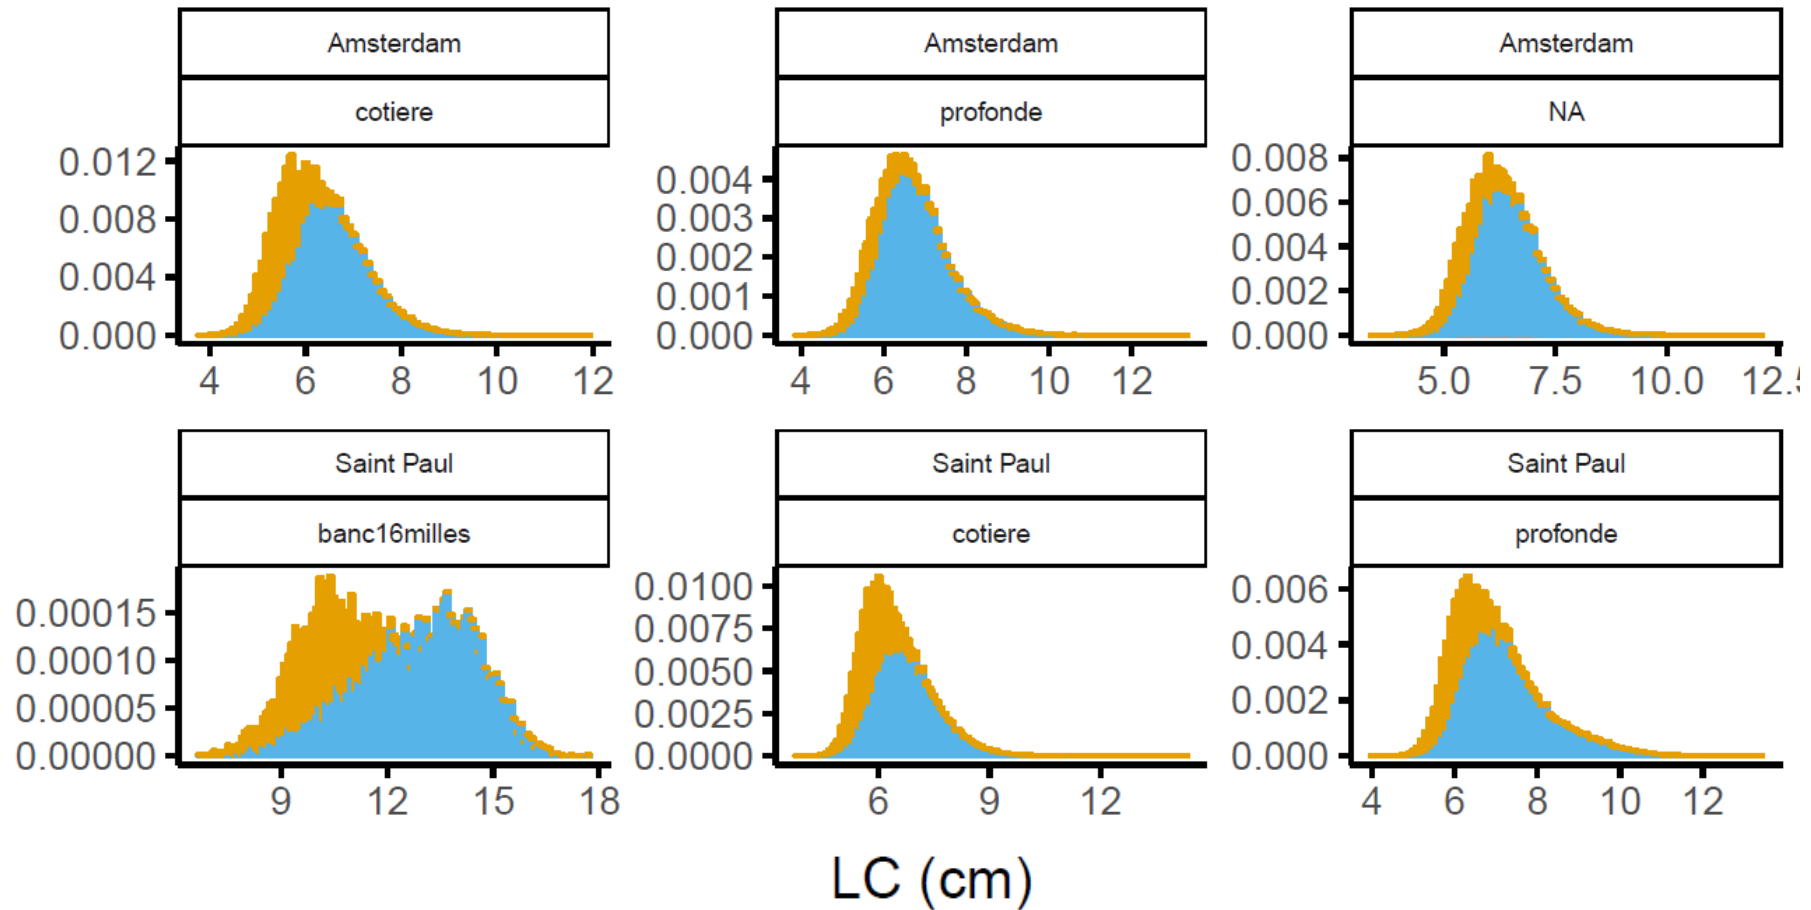 Amsterdam
cotiere
0.012
0.008
0.004
0.000
4 6 8 10 12
Amsterdam
profonde
0.004
0.003
0.002
0.001
0.000
4 6 8 10 12
Amsterdam
NA
0.008
0.006
0.004
0.002
0.000
5.0 7.5 10.0 12.5
Saint Paul
banc16milles
0.00015
0.00010
0.00005
0.00000
9 12 15 18
Saint Paul
cotiere
0.0100
0.0075
0.0050
0.0025
0.0000
6 9 12
Saint Paul
profonde
0.006
0.004
0.002
0.000
4 6 8 10 12
LC (cm)